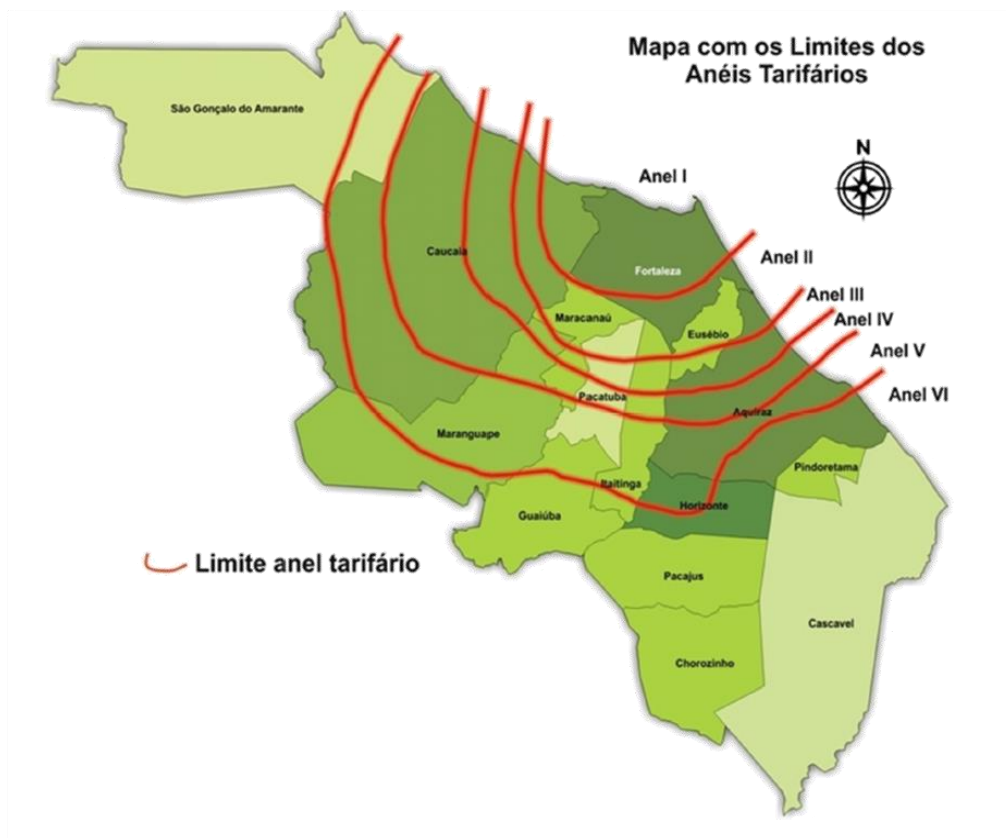 Mapa com os Limites dos
Anéis Tarifários
São Gonçalo do Amarante
N
Anel I
Caucaia
Fortaleza
Anel II
Anel III
Maracanaú
Anel IV
Eusébio
Anel V
Anel VI
Pacatuba
Aquiraz
Maranguape
Pindoretama
Itaitinga
Horizonte
Guaiúba
Limite anel tarifário
Pacajus
Cascavel
Chorozinho